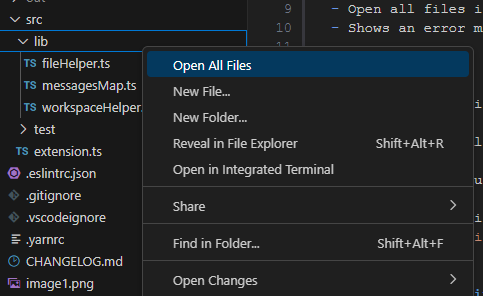 out
src
lib
TS fileHelper.ts
TS messagesMap.ts
TS workspaceHelper.
test
TS extension.ts
.eslintrc.json
.gitignore
.vscodeignore
.yarnrc
CHANGELOG.md
image1.png
9 - Open all files i
10 - Shows an error m
Open All Files
New File...
New Folder...
Reveal in File Explorer Shift+Alt+R
Open in Integrated Terminal
Share
Find in Folder... Shift+Alt+F
Open Changes